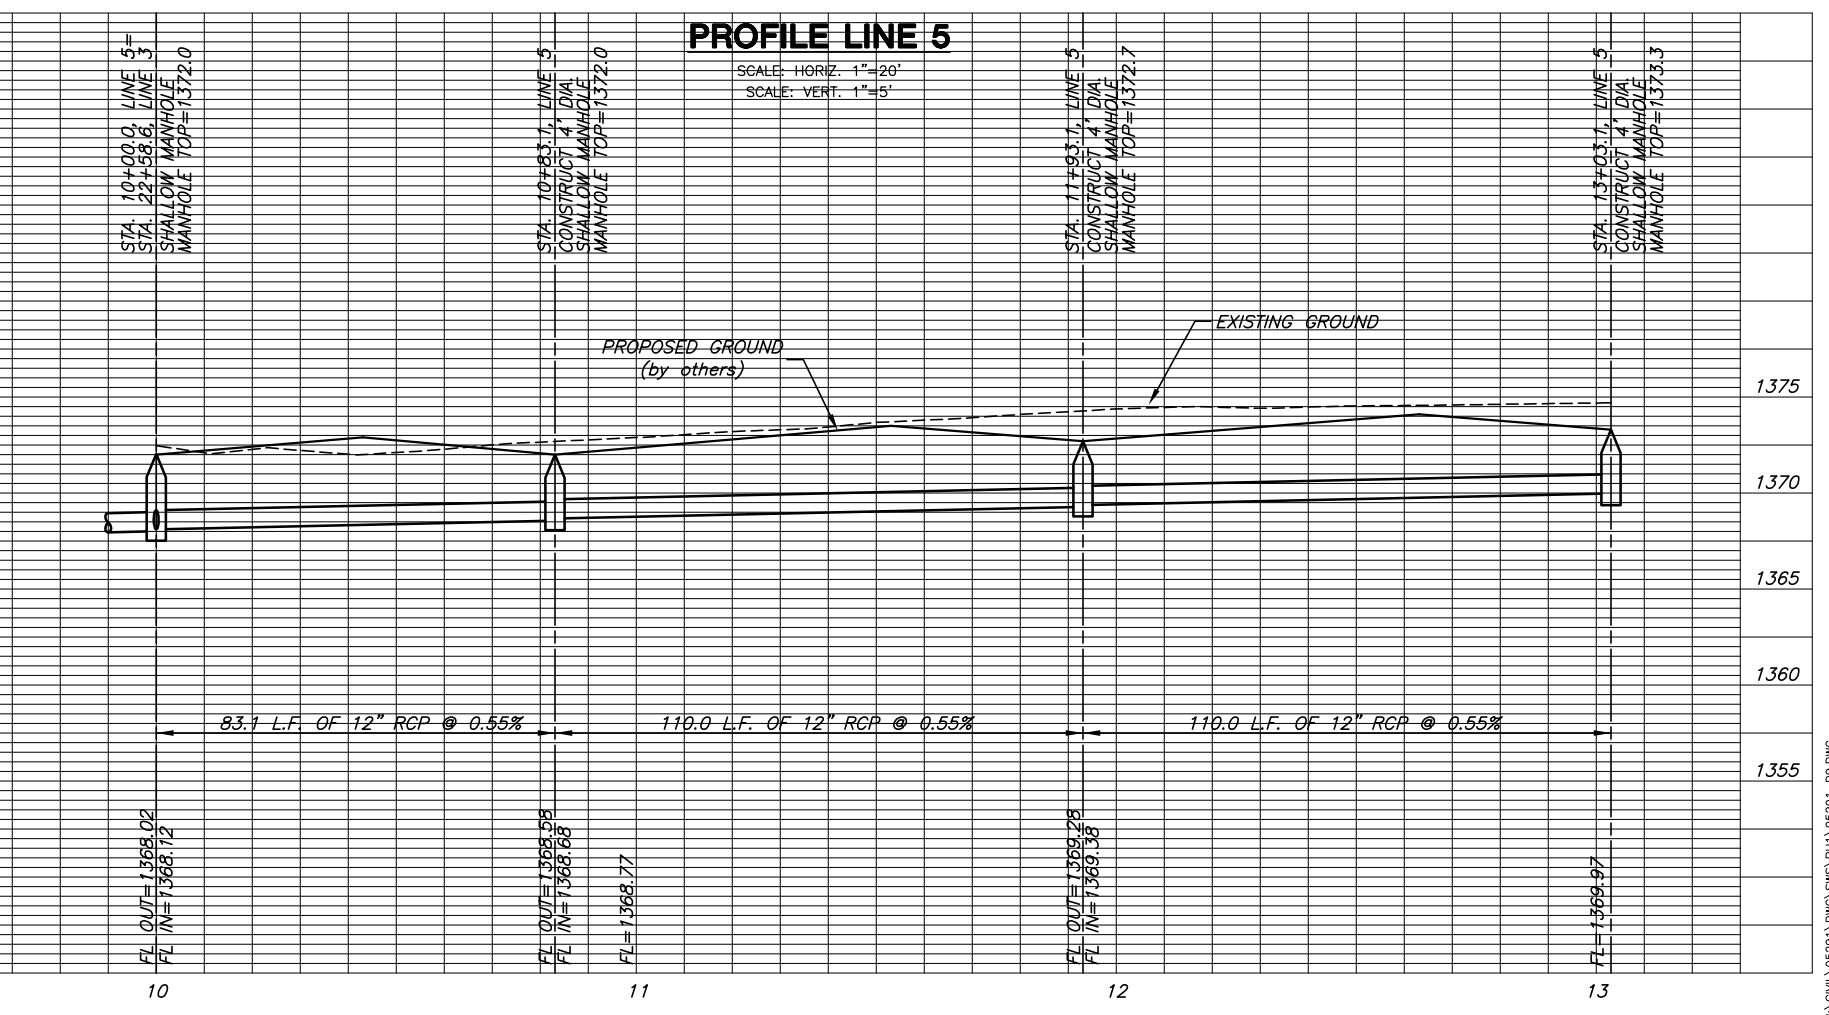 PROFILE LINE 5
SCALE: HORIZ. 1"=20'
SCALE: VERT. 1"=5'
STA. 10+00.0, LINE 5=
STA. 22+58.6, LINE 3
SHALLOW MANHOLE
MANHOLE TOP=1372.0
STA. 10+83.1, LINE 5
CONSTRUCT 4' DIA.
SHALLOW MANHOLE
MANHOLE TOP=1372.0
STA. 11+93.1, LINE 5
CONSTRUCT 4' DIA.
SHALLOW MANHOLE
MANHOLE TOP=1372.7
STA. 13+03.1, LINE 5
CONSTRUCT 4' DIA.
SHALLOW MANHOLE
MANHOLE TOP=1373.3
EXISTING GROUND
PROPOSED GROUND
(by others)
1375
1370
1365
1360
1355
83.1 L.F. OF 12" RCP @ 0.55%
110.0 L.F. OF 12" RCP @ 0.55%
110.0 L.F. OF 12" RCP @ 0.55%
FL OUT=1368.02
FL IN=1368.12
FL OUT=1368.58
FL IN=1368.68
FL=1368.77
FL OUT=1369.28
FL IN=1369.38
FL=1369.97
10
11
12
13